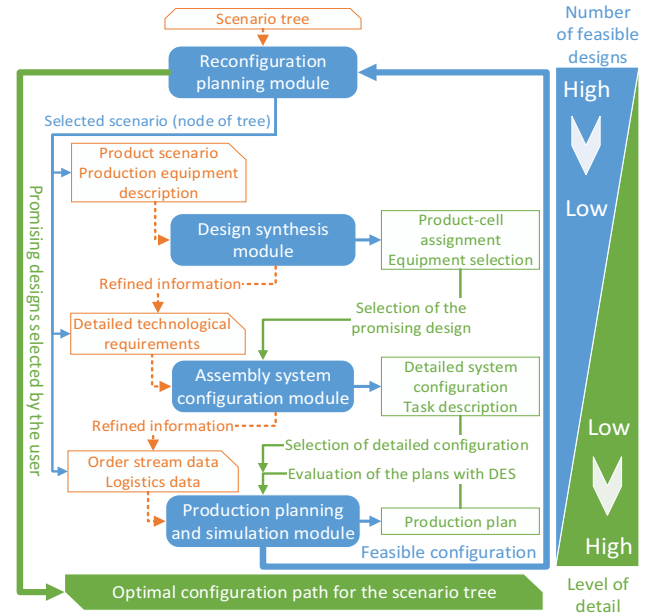 Scenario tree
Number
of feasible
designs
Reconfiguration
planning module
High
Selected scenario (node of tree)
Product scenario
Production equipment
description
Low
Product-cell
assignment
Equipment selection
Design synthesis
module
Promising designs selected by the user
Refined information
Selection of the
promising design
Detailed technological
requirements
Detailed system
configuration
Task description
Assembly system
configuration module
Refined information
Low
Selection of detailed configuration
Order stream data
Logistics data
Evaluation of the plans with DES
Production planning
and simulation module
Production plan
Feasible configuration
High
Optimal configuration path for the scenario tree
Level of
detail